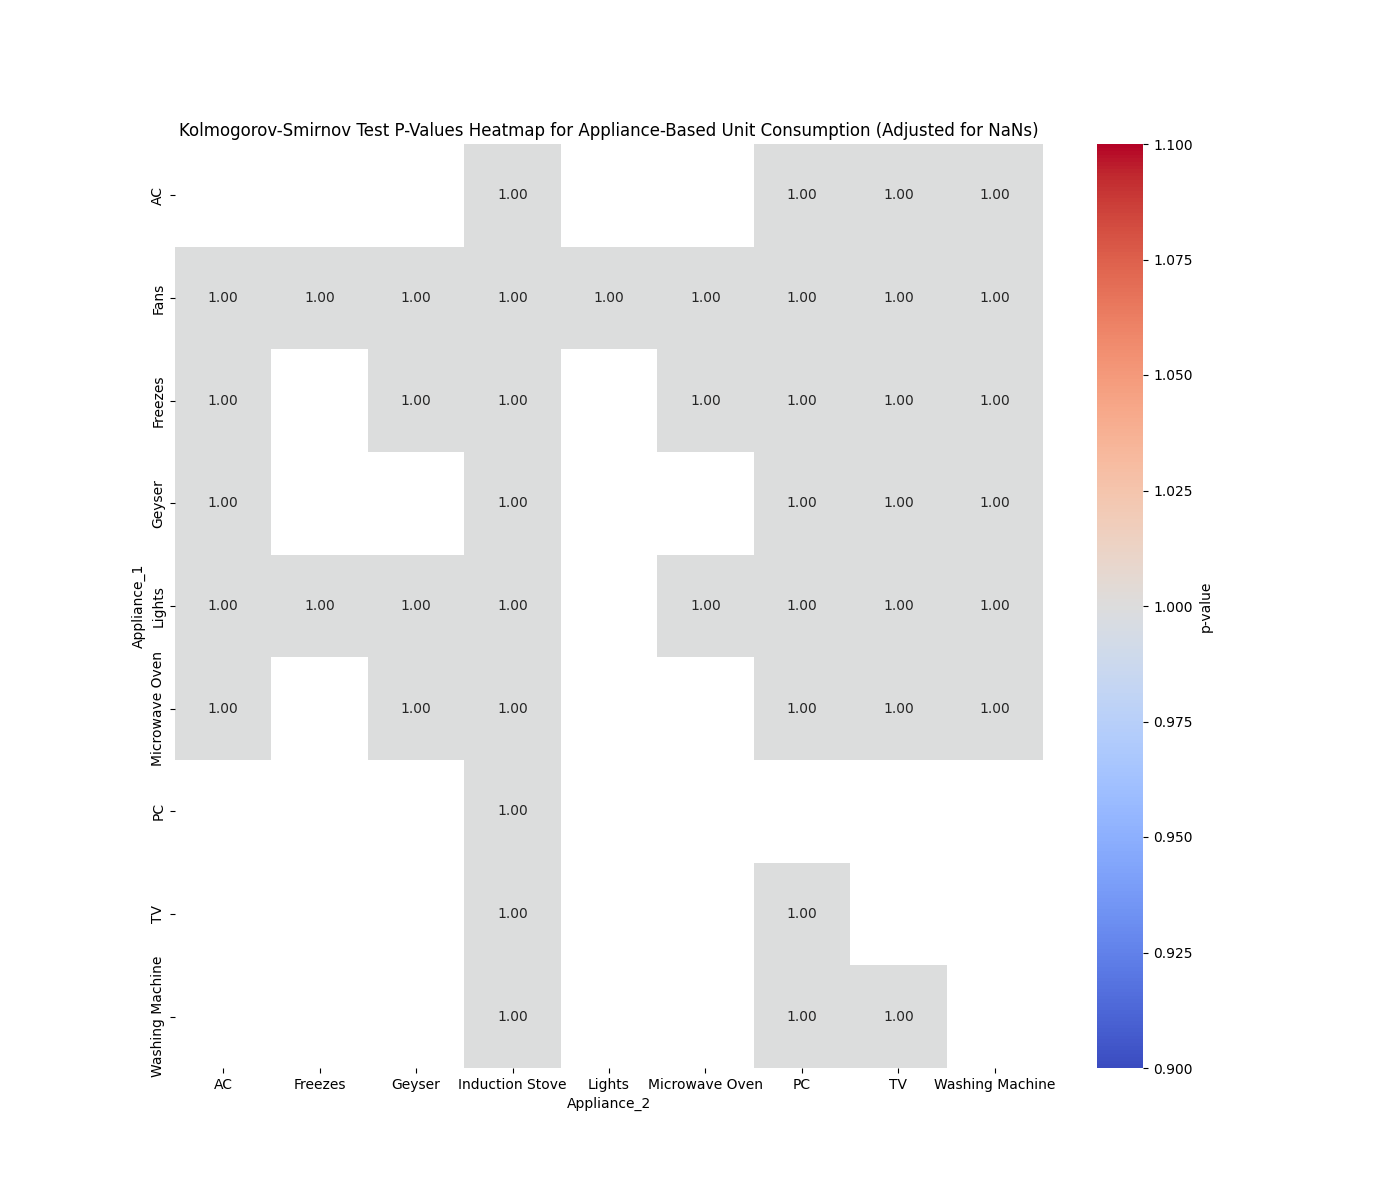 Kolmogorov-Smirnov Test P-Values Heatmap for Appliance-Based Unit Consumption (Adjusted for NaNs)
Appliance_1
AC 1.00 1.00 1.00 1.00
Fans 1.00 1.00 1.00 1.00 1.00 1.00 1.00 1.00 1.00
Freezes 1.00 1.00 1.00 1.00 1.00 1.00 1.00
Geyser 1.00 1.00 1.00 1.00 1.00
Lights 1.00 1.00 1.00 1.00 1.00 1.00 1.00 1.00
Microwave Oven 1.00 1.00 1.00 1.00 1.00 1.00
PC 1.00
TV 1.00 1.00
Washing Machine 1.00 1.00 1.00
AC Freezes Geyser Induction Stove Lights Microwave Oven PC TV Washing Machine
Appliance_2
1.100
1.075
1.050
1.025
1.000
0.975
0.950
0.925
0.900
p-value